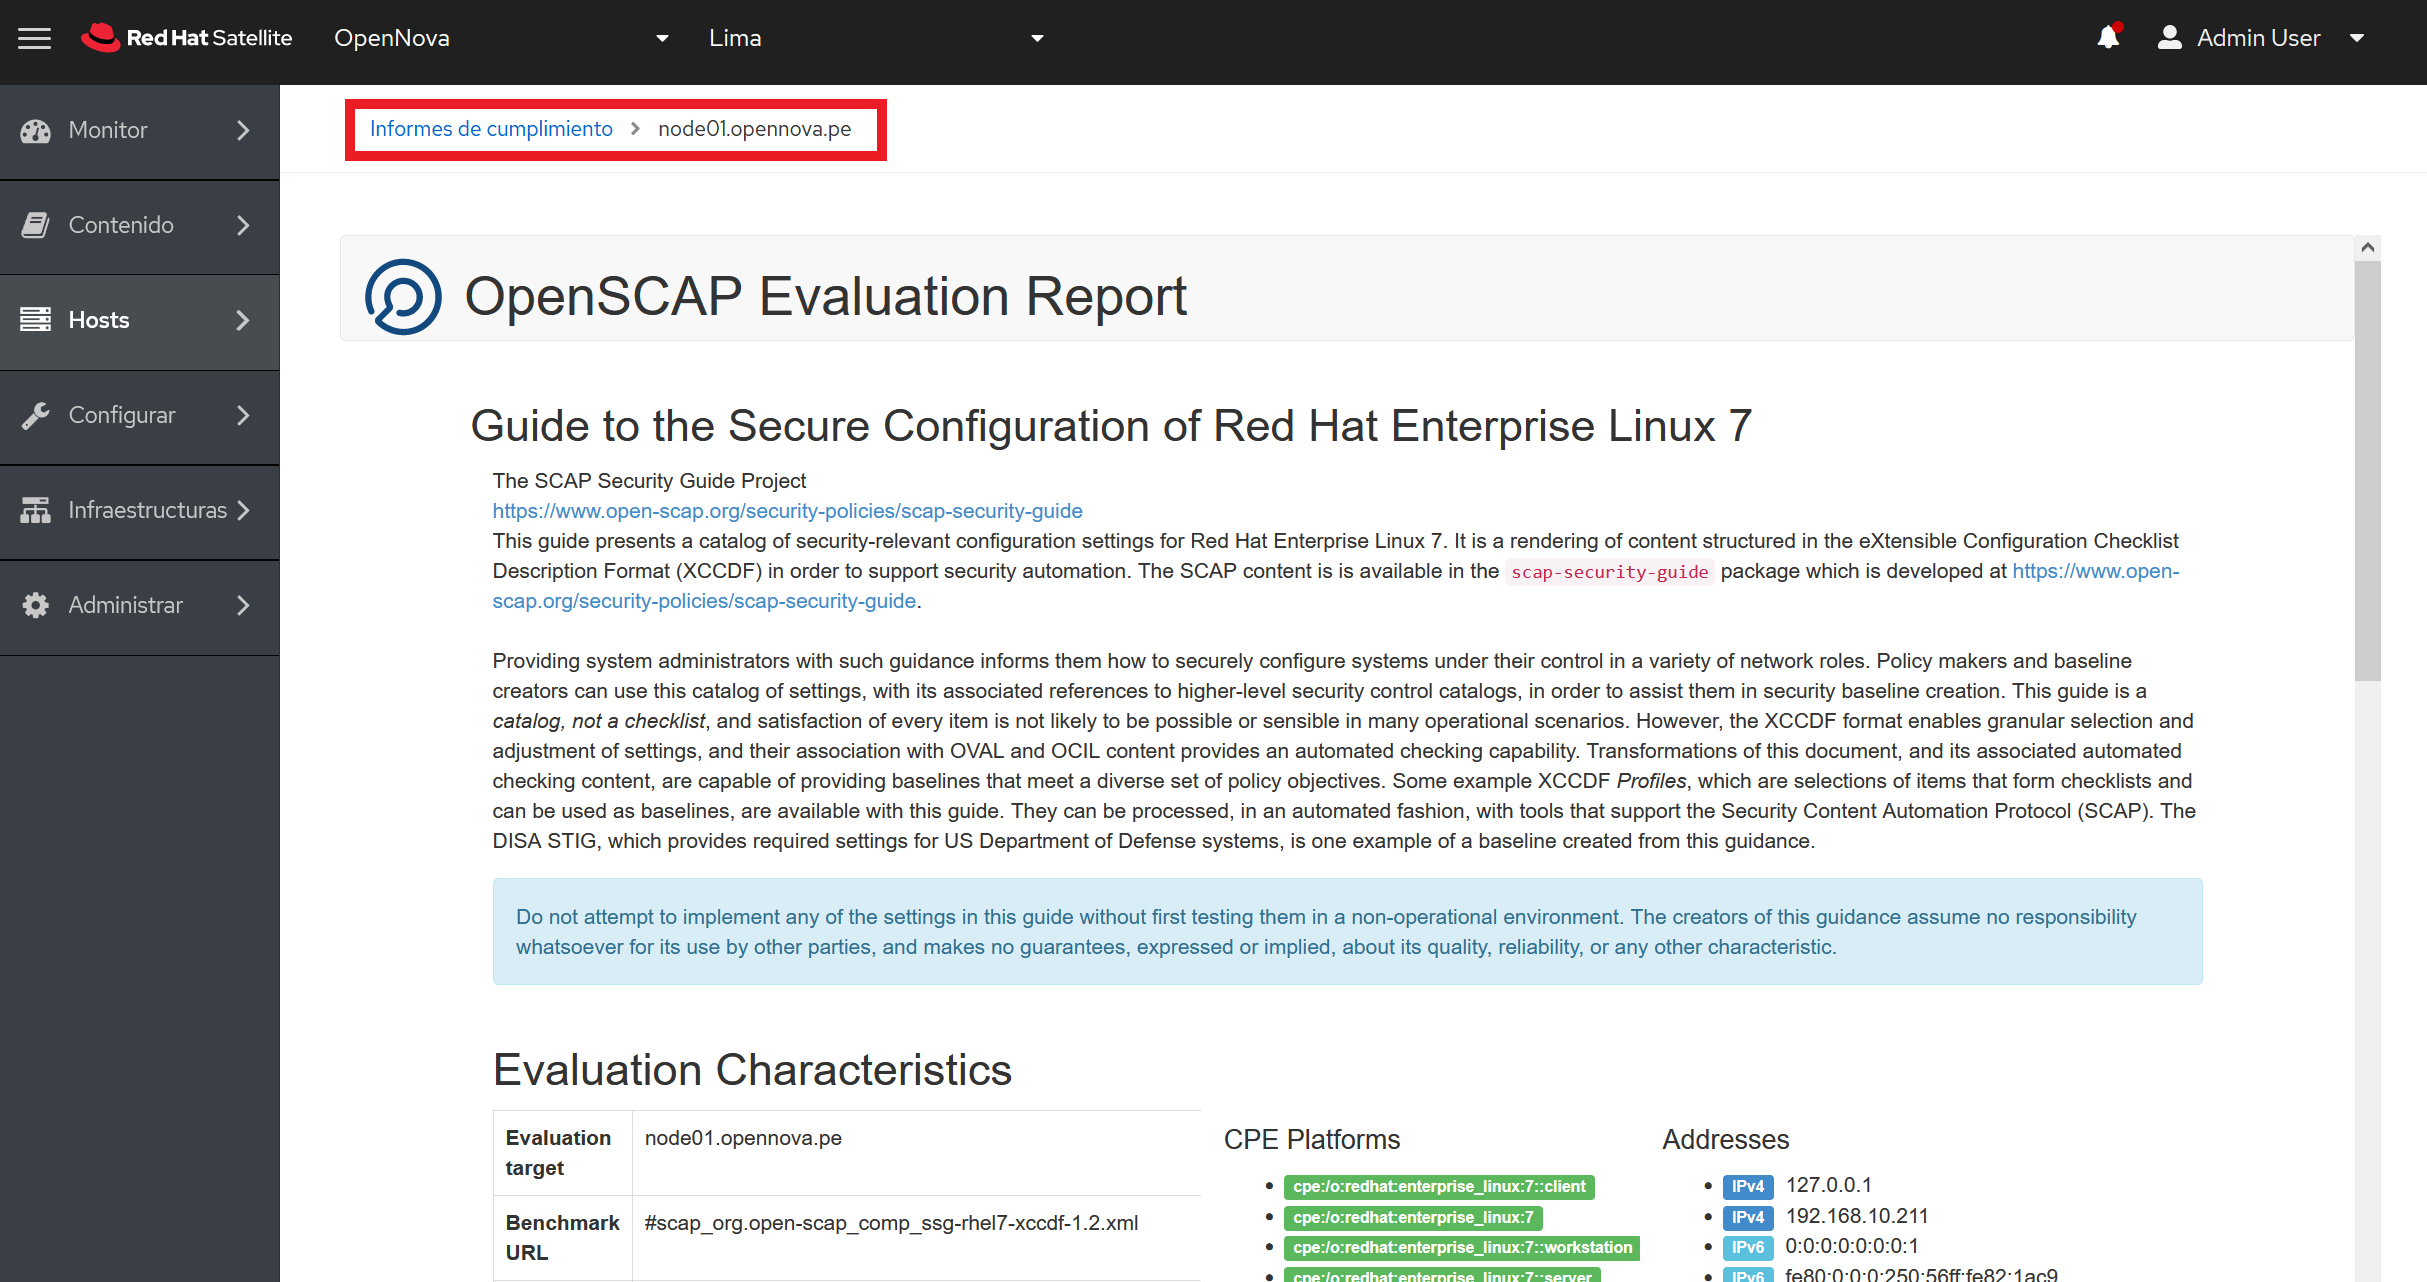 Red Hat Satellite OpenNova Lima Admin User
Informes de cumplimiento > node01.opennova.pe
Monitor
Contenido
Hosts
Configurar
Infraestructuras
Administrar
OpenSCAP Evaluation Report
Guide to the Secure Configuration of Red Hat Enterprise Linux 7
The SCAP Security Guide Project
https://www.open-scap.org/security-policies/scap-security-guide
This guide presents a catalog of security-relevant configuration settings for Red Hat Enterprise Linux 7. It is a rendering of content structured in the eXtensible Configuration Checklist
Description Format (XCCDF) in order to support security automation. The SCAP content is is available in the scap-security-guide package which is developed at https://www.open-
scap.org/security-policies/scap-security-guide.
Providing system administrators with such guidance informs them how to securely configure systems under their control in a variety of network roles. Policy makers and baseline
creators can use this catalog of settings, with its associated references to higher-level security control catalogs, in order to assist them in security baseline creation. This guide is a
catalog, not a checklist, and satisfaction of every item is not likely to be possible or sensible in many operational scenarios. However, the XCCDF format enables granular selection and
adjustment of settings, and their association with OVAL and OCIL content provides an automated checking capability. Transformations of this document, and its associated automated
checking content, are capable of providing baselines that meet a diverse set of policy objectives. Some example XCCDF Profiles, which are selections of items that form checklists and
can be used as baselines, are available with this guide. They can be processed, in an automated fashion, with tools that support the Security Content Automation Protocol (SCAP). The
DISA STIG, which provides required settings for US Department of Defense systems, is one example of a baseline created from this guidance.
Do not attempt to implement any of the settings in this guide without first testing them in a non-operational environment. The creators of this guidance assume no responsibility
whatsoever for its use by other parties, and makes no guarantees, expressed or implied, about its quality, reliability, or any other characteristic.
Evaluation Characteristics
Evaluation
target
node01.opennova.pe
Benchmark
URL
#scap_org.open-scap_comp_ssg-rhel7-xccdf-1.2.xml
CPE Platforms
cpe:/o:redhat:enterprise_linux:7::client
cpe:/o:redhat:enterprise_linux:7
cpe:/o:redhat:enterprise_linux:7::workstation
cpe:/o:redhat:enterprise_linux:7::server
Addresses
IPv4 127.0.0.1
IPv4 192.168.10.211
IPv6 0:0:0:0:0:0:0:1
IPv6 fe80:0:0:0:250:56ff:fe82:1ac9